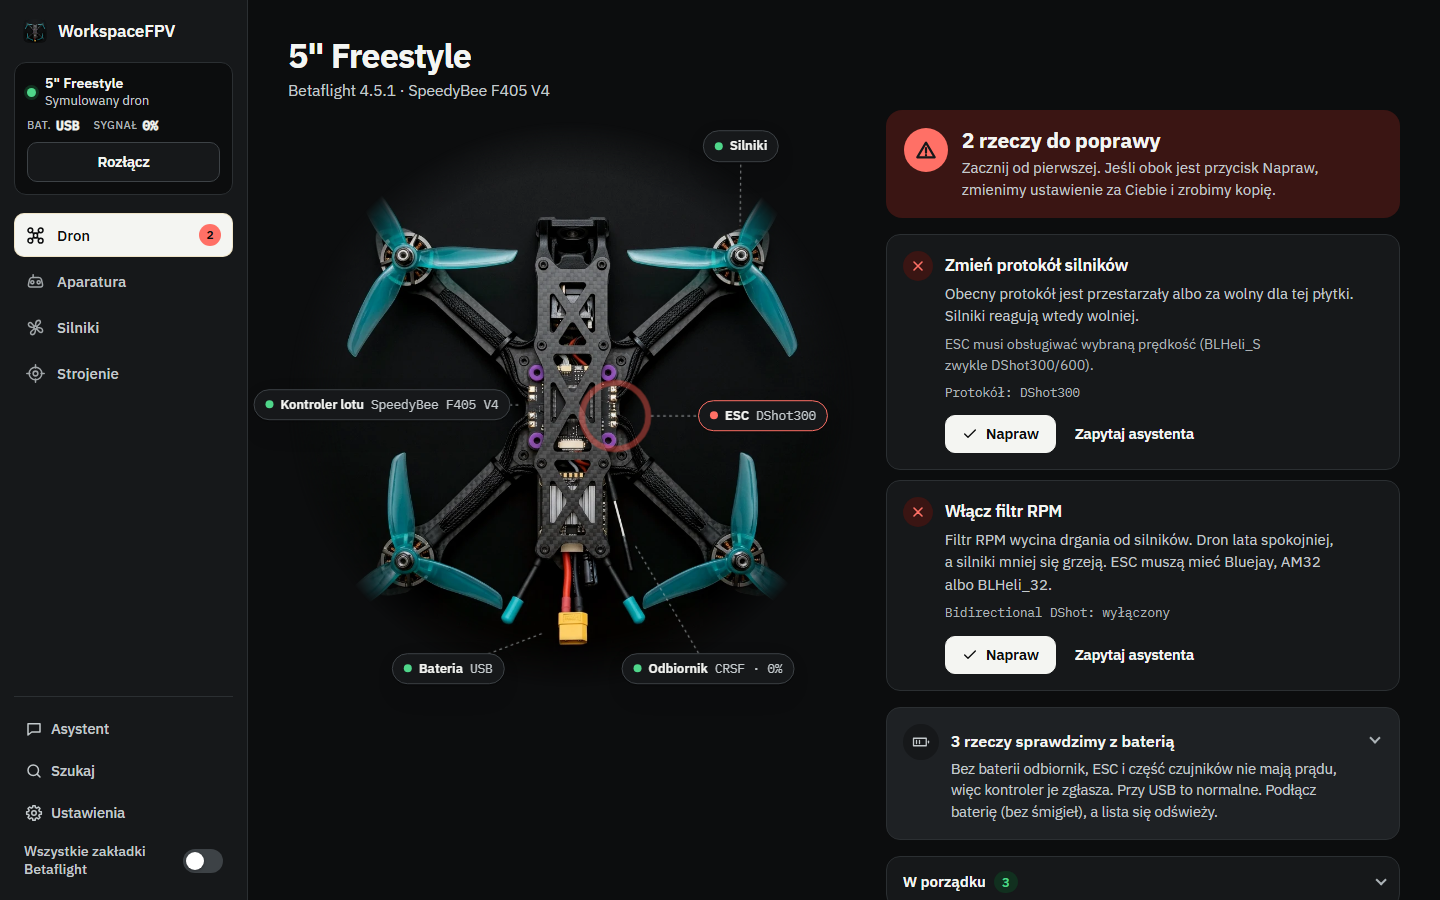 WorkspaceFPV
5" Freestyle
Symulowany dron
BAT. USB SYGNAŁ 0%
Rozłącz
Dron 2
Aparatura
Silniki
Strojenie
Asystent
Szukaj
Ustawienia
Wszystkie zakładki
Betaflight
5" Freestyle
Betaflight 4.5.1 · SpeedyBee F405 V4
Silniki
Kontroler lotu SpeedyBee F405 V4
ESC DShot300
Bateria USB
Odbiornik CRSF · 0%
2 rzeczy do poprawy
Zacznij od pierwszej. Jeśli obok jest przycisk Napraw,
zmienimy ustawienie za Ciebie i zrobimy kopię.
Zmień protokół silników
Obecny protokół jest przestarzały albo za wolny dla tej płytki.
Silniki reagują wtedy wolniej.
ESC musi obsługiwać wybraną prędkość (BLHeli_S
zwykle DShot300/600).
Protokół: DShot300
Napraw Zapytaj asystenta
Włącz filtr RPM
Filtr RPM wycina drgania od silników. Dron lata spokojniej,
a silniki mniej się grzeją. ESC muszą mieć Bluejay, AM32
albo BLHeli_32.
Bidirectional DShot: wyłączony
Napraw Zapytaj asystenta
3 rzeczy sprawdzimy z baterią
Bez baterii odbiornik, ESC i część czujników nie mają prądu,
więc kontroler je zgłasza. Przy USB to normalne. Podłącz
baterię (bez śmigieł), a lista się odświeży.
W porządku 3